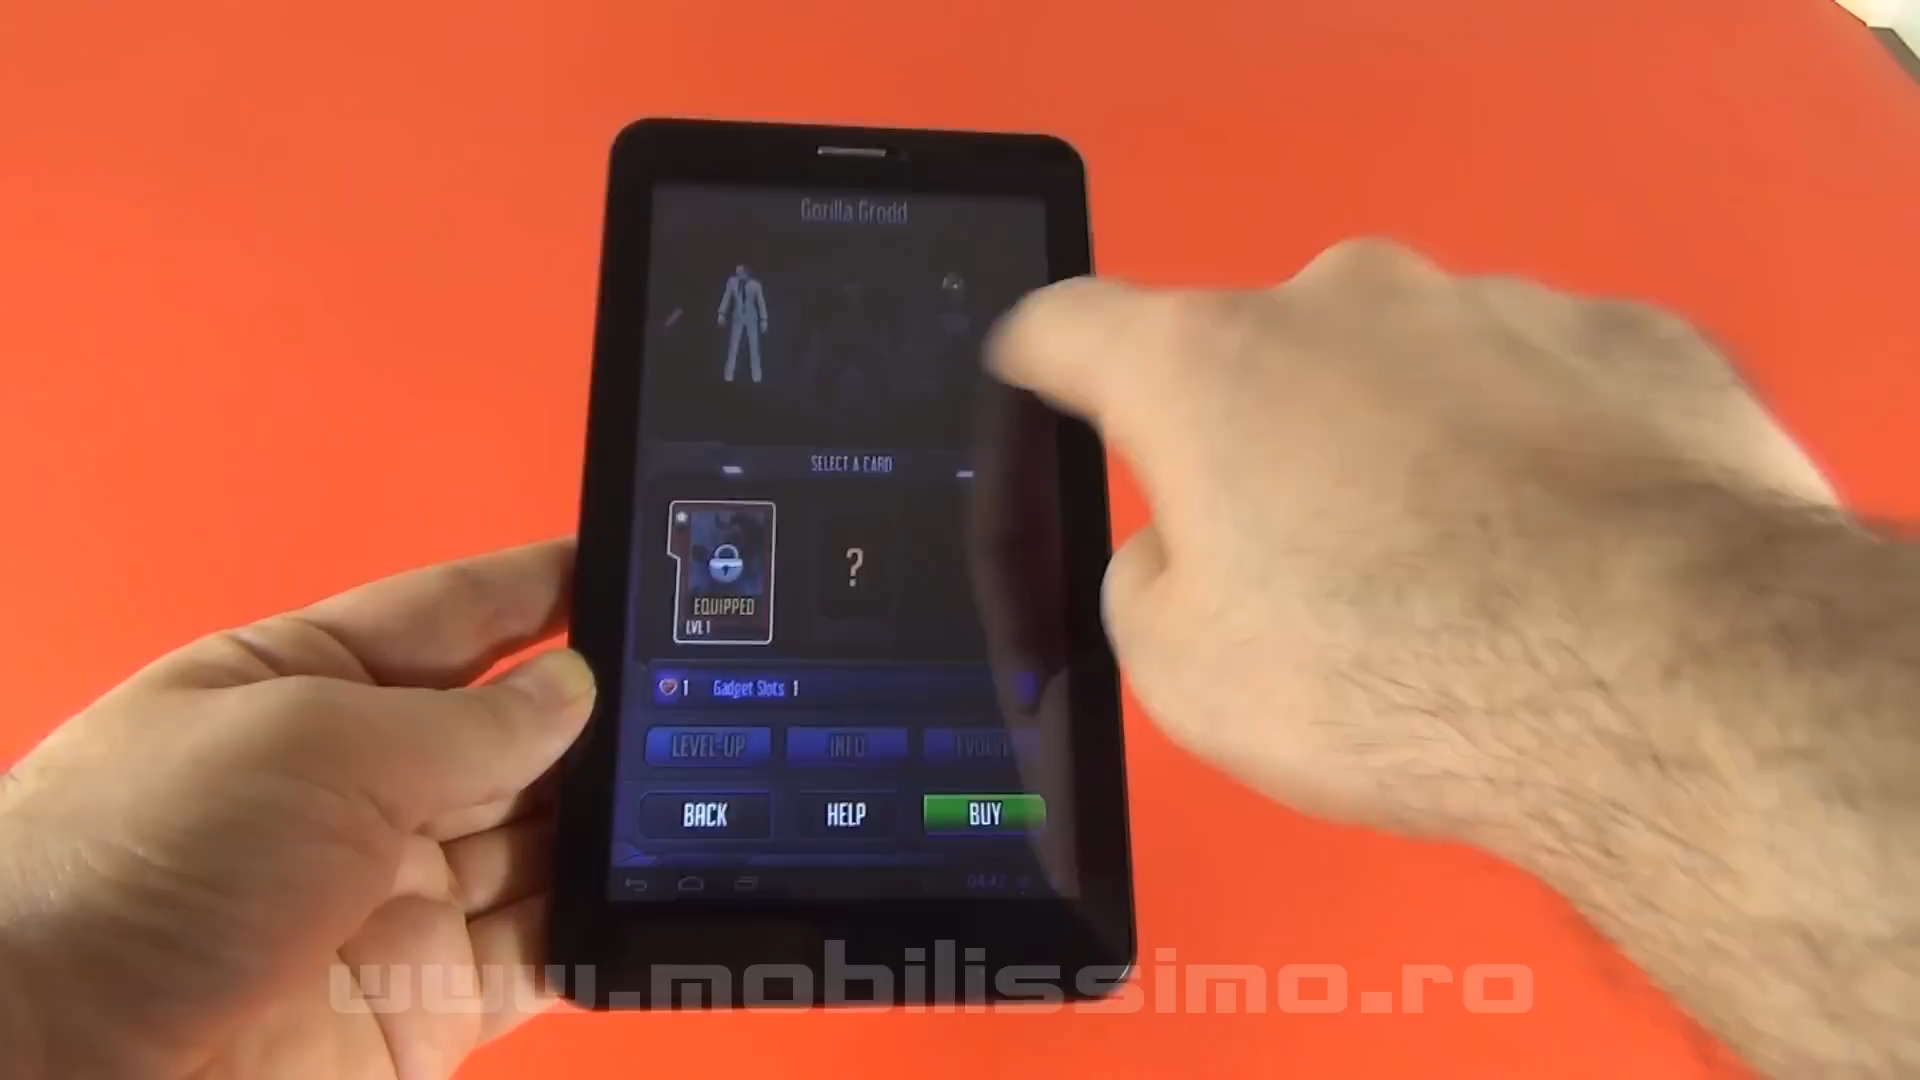 Gorilla Grodd
SELECT A CARD
?
EQUIPPED
LVL 1
1 Gadget Slots 1
LEVEL-UP INFO EVOLVE
BACK HELP BUY
www.mobilissimo.ro